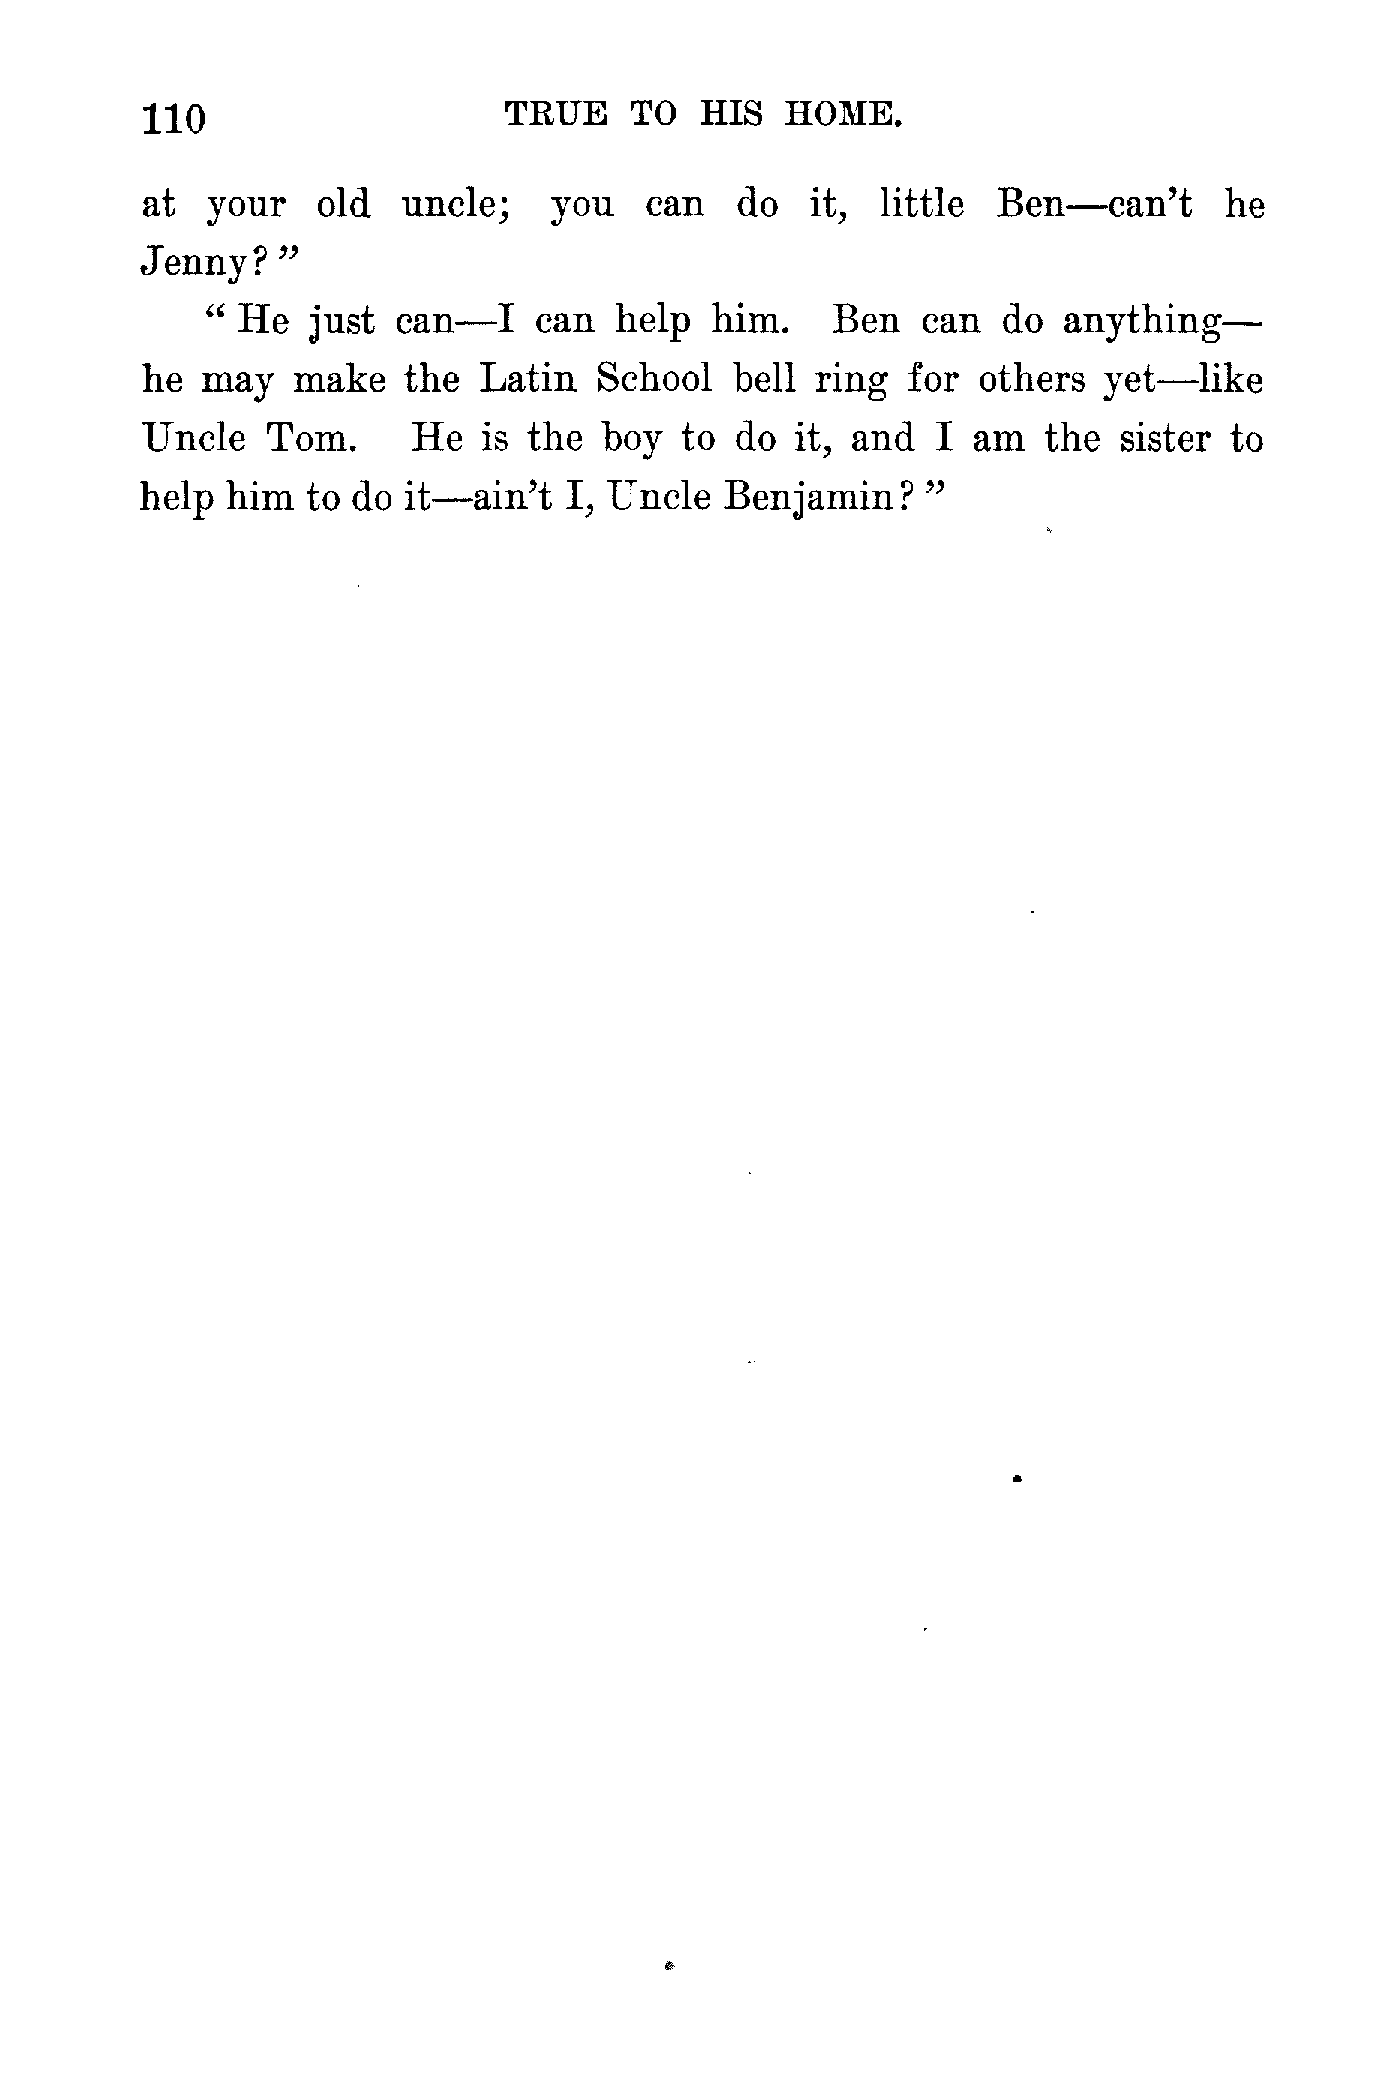 110 TRUE TO HIS HOME.
at your old uncle; you can do it, little Ben—can't he
Jenny?"
"He just can—I can help him. Ben can do anything—
he may make the Latin School bell ring for others yet—like
Uncle Tom. He is the boy to do it, and I am the sister to
help him to do it—ain't I, Uncle Benjamin?"